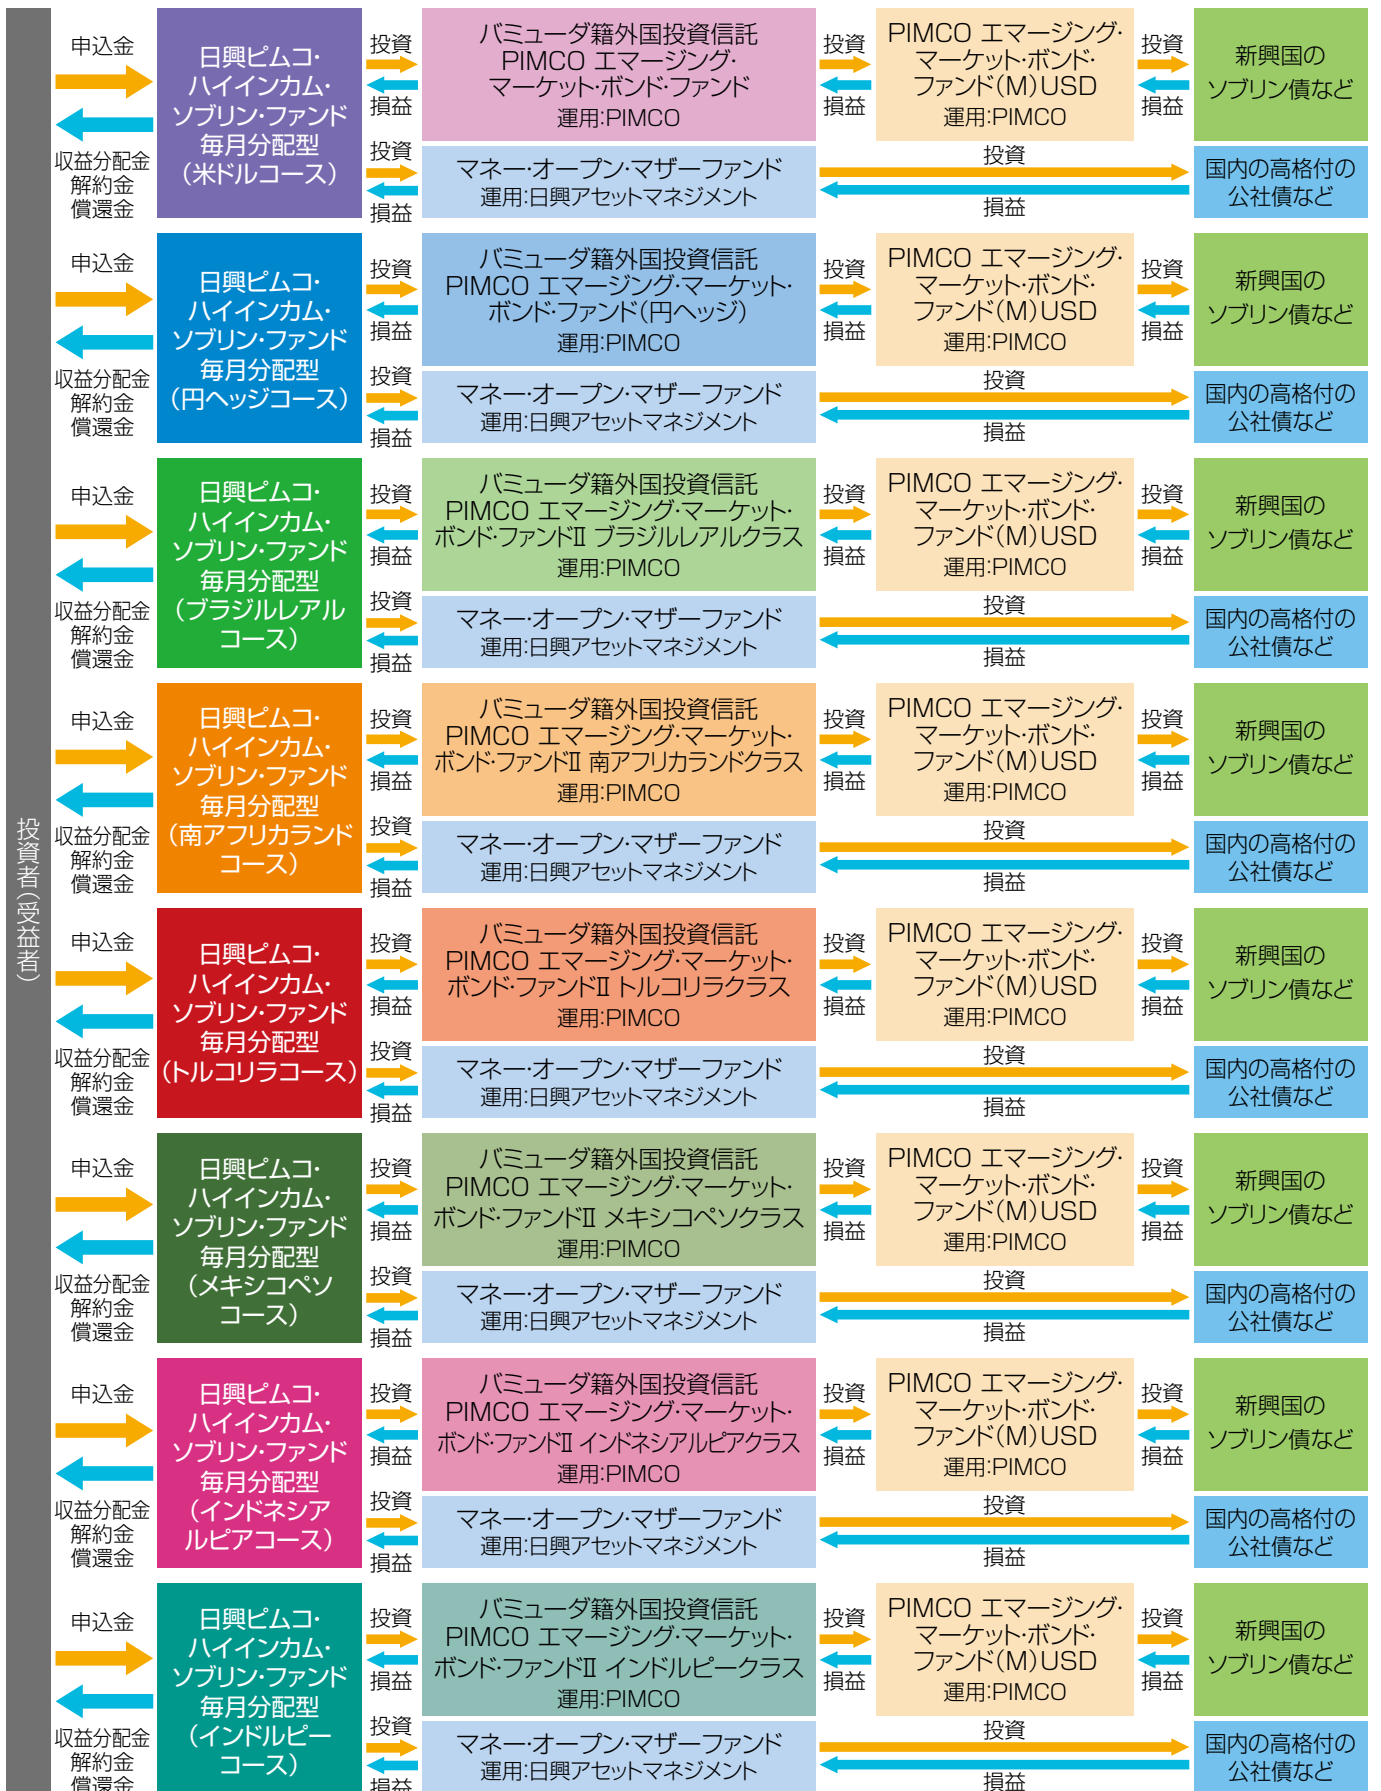 投資者(受益者)
申込金
収益分配金
解約金
償還金
日興ピムコ・
ハイインカム・
ソブリン・ファンド
毎月分配型
(米ドルコース)
投資
損益
投資
損益
バミューダ籍外国投資信託
PIMCO エマージング・
マーケット・ボンド・ファンド
運用:PIMCO
マネー・オープン・マザーファンド
運用:日興アセットマネジメント
投資
損益
PIMCO エマージング・
マーケット・ボンド・
ファンド(M)USD
運用:PIMCO
投資
損益
投資
損益
新興国の
ソブリン債など
国内の高格付の
公社債など
申込金
収益分配金
解約金
償還金
日興ピムコ・
ハイインカム・
ソブリン・ファンド
毎月分配型
(円ヘッジコース)
投資
損益
投資
損益
バミューダ籍外国投資信託
PIMCO エマージング・マーケット・
ボンド・ファンド(円ヘッジ)
運用:PIMCO
マネー・オープン・マザーファンド
運用:日興アセットマネジメント
投資
損益
PIMCO エマージング・
マーケット・ボンド・
ファンド(M)USD
運用:PIMCO
投資
損益
投資
損益
新興国の
ソブリン債など
国内の高格付の
公社債など
申込金
収益分配金
解約金
償還金
日興ピムコ・
ハイインカム・
ソブリン・ファンド
毎月分配型
(ブラジルレアル
コース)
投資
損益
投資
損益
バミューダ籍外国投資信託
PIMCO エマージング・マーケット・
ボンド・ファンドⅡ ブラジルレアルクラス
運用:PIMCO
マネー・オープン・マザーファンド
運用:日興アセットマネジメント
投資
損益
PIMCO エマージング・
マーケット・ボンド・
ファンド(M)USD
運用:PIMCO
投資
損益
投資
損益
新興国の
ソブリン債など
国内の高格付の
公社債など
申込金
収益分配金
解約金
償還金
日興ピムコ・
ハイインカム・
ソブリン・ファンド
毎月分配型
(南アフリカランド
コース)
投資
損益
投資
損益
バミューダ籍外国投資信託
PIMCO エマージング・マーケット・
ボンド・ファンドⅡ 南アフリカランドクラス
運用:PIMCO
マネー・オープン・マザーファンド
運用:日興アセットマネジメント
投資
損益
PIMCO エマージング・
マーケット・ボンド・
ファンド(M)USD
運用:PIMCO
投資
損益
投資
損益
新興国の
ソブリン債など
国内の高格付の
公社債など
申込金
収益分配金
解約金
償還金
日興ピムコ・
ハイインカム・
ソブリン・ファンド
毎月分配型
(トルコリラコース)
投資
損益
投資
損益
バミューダ籍外国投資信託
PIMCO エマージング・マーケット・
ボンド・ファンドⅡ トルコリラクラス
運用:PIMCO
マネー・オープン・マザーファンド
運用:日興アセットマネジメント
投資
損益
PIMCO エマージング・
マーケット・ボンド・
ファンド(M)USD
運用:PIMCO
投資
損益
投資
損益
新興国の
ソブリン債など
国内の高格付の
公社債など
申込金
収益分配金
解約金
償還金
日興ピムコ・
ハイインカム・
ソブリン・ファンド
毎月分配型
(メキシコペソ
コース)
投資
損益
投資
損益
バミューダ籍外国投資信託
PIMCO エマージング・マーケット・
ボンド・ファンドⅡ メキシコペソクラス
運用:PIMCO
マネー・オープン・マザーファンド
運用:日興アセットマネジメント
投資
損益
PIMCO エマージング・
マーケット・ボンド・
ファンド(M)USD
運用:PIMCO
投資
損益
投資
損益
新興国の
ソブリン債など
国内の高格付の
公社債など
申込金
収益分配金
解約金
償還金
日興ピムコ・
ハイインカム・
ソブリン・ファンド
毎月分配型
(インドネシア
ルピアコース)
投資
損益
投資
損益
バミューダ籍外国投資信託
PIMCO エマージング・マーケット・
ボンド・ファンドⅡ インドネシアルピアクラス
運用:PIMCO
マネー・オープン・マザーファンド
運用:日興アセットマネジメント
投資
損益
PIMCO エマージング・
マーケット・ボンド・
ファンド(M)USD
運用:PIMCO
投資
損益
投資
損益
新興国の
ソブリン債など
国内の高格付の
公社債など
申込金
収益分配金
解約金
償還金
日興ピムコ・
ハイインカム・
ソブリン・ファンド
毎月分配型
(インドルピー
コース)
投資
損益
投資
損益
バミューダ籍外国投資信託
PIMCO エマージング・マーケット・
ボンド・ファンドⅡ インドルピークラス
運用:PIMCO
マネー・オープン・マザーファンド
運用:日興アセットマネジメント
投資
損益
PIMCO エマージング・
マーケット・ボンド・
ファンド(M)USD
運用:PIMCO
投資
損益
投資
損益
新興国の
ソブリン債など
国内の高格付の
公社債など